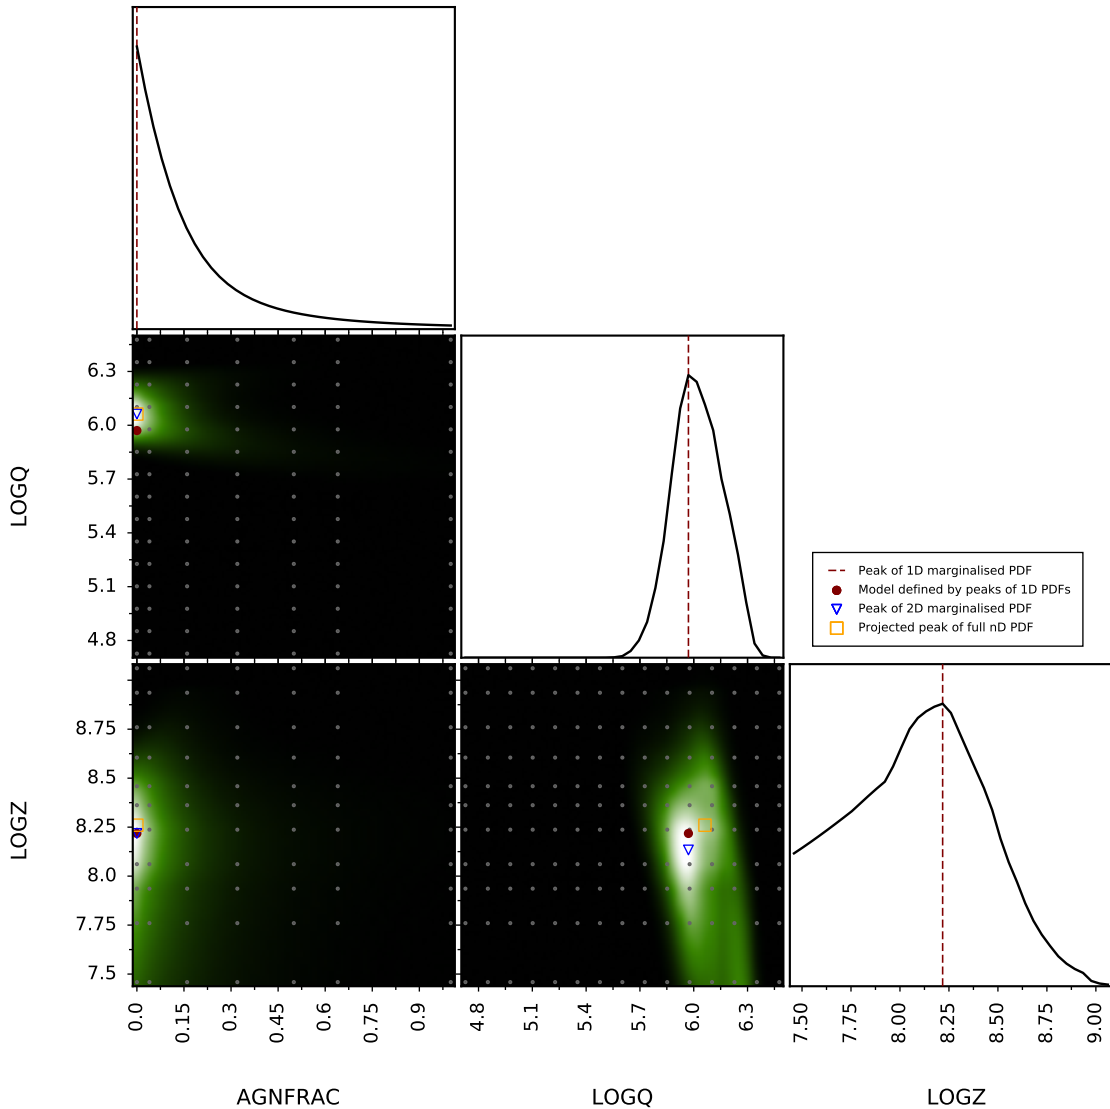 6.3
6.0
5.7
5.4
5.1
4.8
LOGQ
Peak of 1D marginalised PDF
Model defined by peaks of 1D PDFs
Peak of 2D marginalised PDF
Projected peak of full nD PDF
8.75
8.5
8.25
8.0
7.75
7.5
LOGZ
0.0 0.15 0.3 0.45 0.6 0.75 0.9
4.8 5.1 5.4 5.7 6.0 6.3
7.50 7.75 8.00 8.25 8.50 8.75 9.00
AGNFRAC
LOGQ
LOGZ